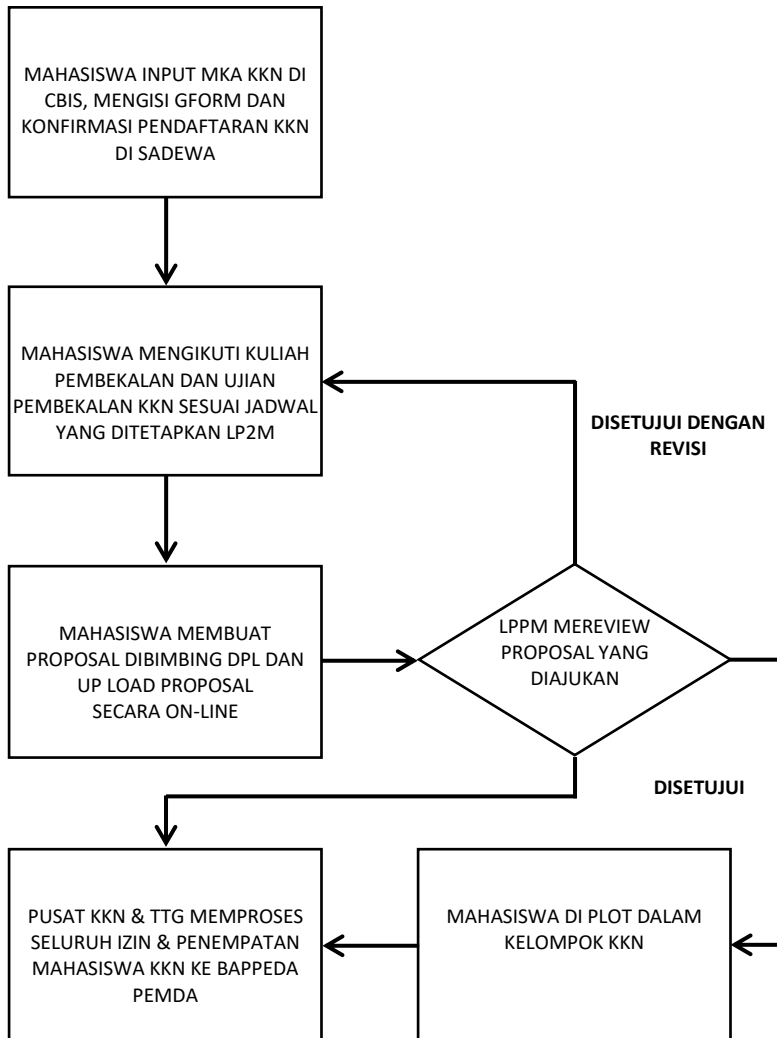 MAHASISWA INPUT MKA KKN DI
CBIS, MENGISI GFORM DAN
KONFIRMASI PENDAFTARAN KKN
DI SADEWA
MAHASISWA MENGIKUTI KULIAH
PEMBEKALAN DAN UJIAN
PEMBEKALAN KKN SESUAI JADWAL
YANG DITETAPKAN LP2M
DISETUJUI DENGAN
REVISI
MAHASISWA MEMBUAT
PROPOSAL DIBIMBING DPL DAN
UP LOAD PROPOSAL
SECARA ON-LINE
LPPM MEREVIEW
PROPOSAL YANG
DIAJUKAN
DISETUJUI
PUSAT KKN & TTG MEMPROSES
SELURUH IZIN & PENEMPATAN
MAHASISWA KKN KE BAPPEDA
PEMDA
MAHASISWA DI PLOT DALAM
KELOMPOK KKN